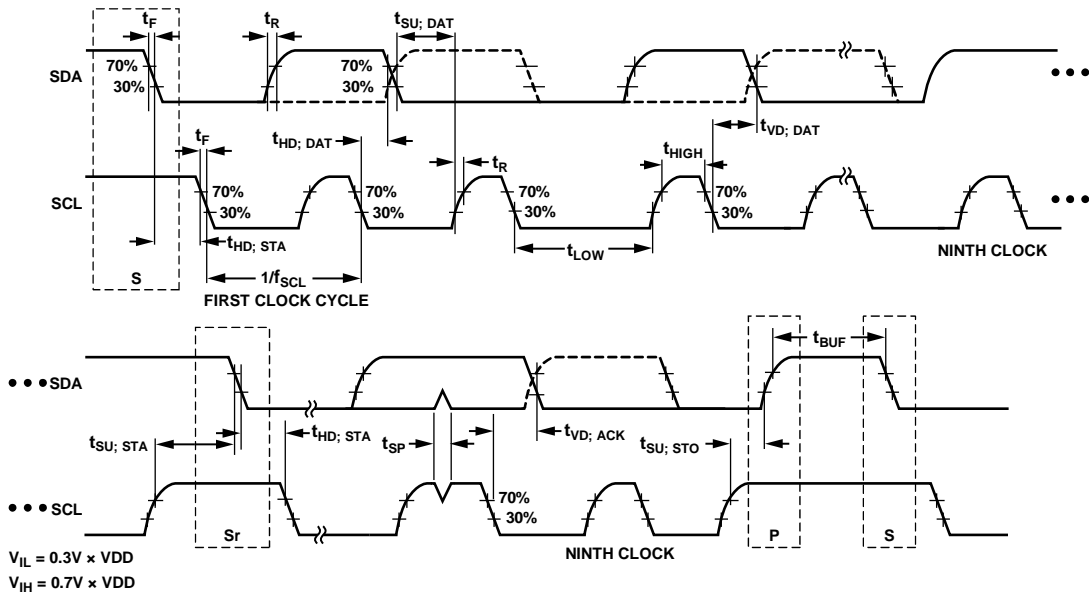 tF
tR
tSU; DAT
SDA
70%
30%
70%
30%
•••
tHD; DAT
tVD; DAT
tF
tR
tHIGH
SCL
70%
30%
70%
30%
70%
30%
•••
tHD; STA
tLOW
NINTH CLOCK
S
1/fSCL
FIRST CLOCK CYCLE
tBUF
•••SDA
tSU; STA
tHD; STA
tSP
tVD; ACK
tSU; STO
•••SCL
70%
30%
Sr
NINTH CLOCK
P
S
VIL = 0.3V × VDD
VIH = 0.7V × VDD